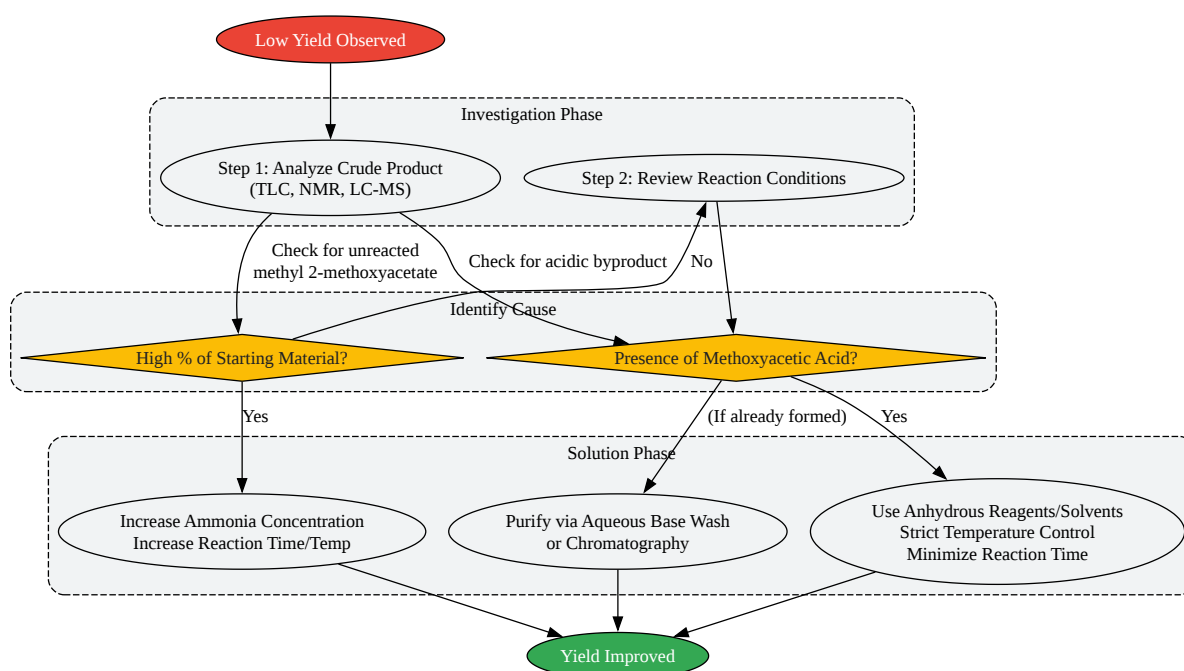 Low Yield Observed
Investigation Phase
Step 1: Analyze Crude Product
(TLC, NMR, LC-MS)
Step 2: Review Reaction Conditions
Check for unreacted
methyl 2-methoxyacetate
Check for acidic byproduct
No
Identify Cause
High % of Starting Material?
Presence of Methoxyacetic Acid?
Yes
(If already formed)
Yes
Solution Phase
Increase Ammonia Concentration
Increase Reaction Time/Temp
Purify via Aqueous Base Wash
or Chromatography
Use Anhydrous Reagents/Solvents
Strict Temperature Control
Minimize Reaction Time
Yield Improved